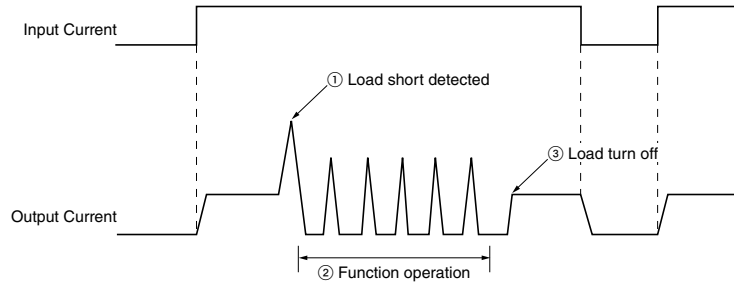 Input Current
① Load short detected
③ Load turn off
Output Current
② Function operation